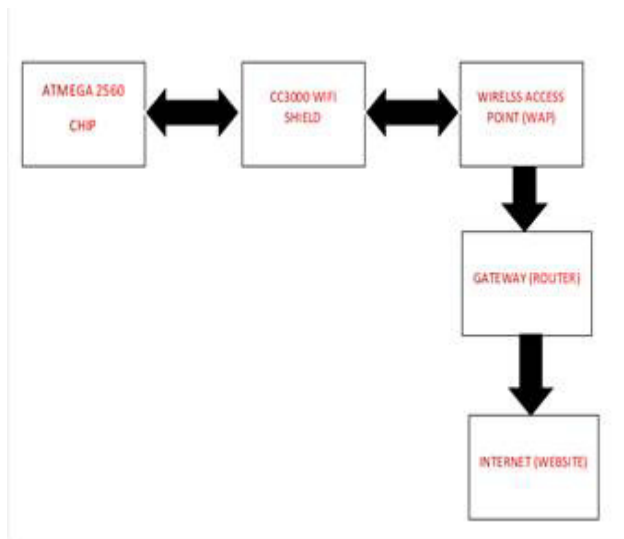 ATMEGA 2560
CHIP
CC3000 WIFI
SHIELD
WIRELSS ACCESS
POINT (WAP)
GATEWAY (ROUTER)
INTERNET (WEBSITE)